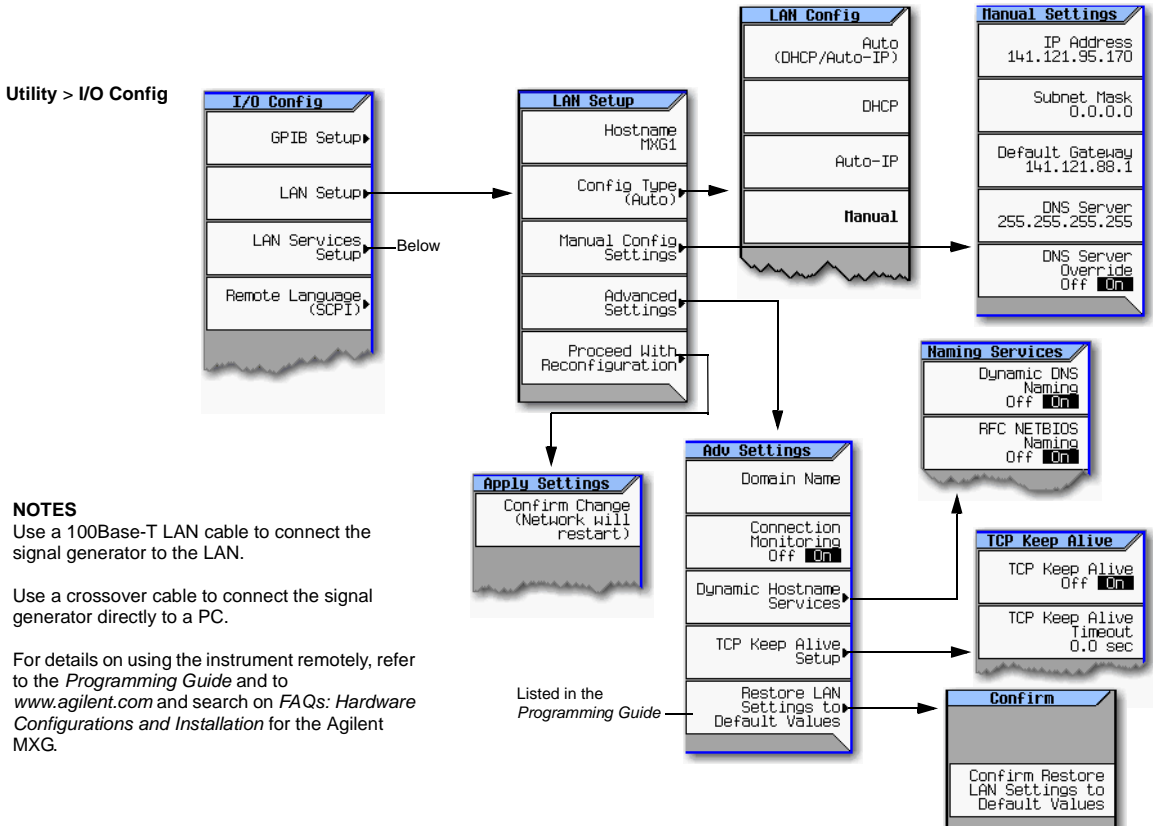 Utility > I/O Config
I/O Config
GPIB Setup
LAN Setup
LAN Services
Setup
Below
Remote Language
(SCPI)
LAN Setup
Hostname
MXG1
Config Type
(Auto)
Manual Config
Settings
Advanced
Settings
Proceed With
Reconfiguration
LAN Config
Auto
(DHCP/Auto-IP)
DHCP
Auto-IP
Manual
Manual Settings
IP Address
141.121.95.170
Subnet Mask
0.0.0.0
Default Gateway
141.121.88.1
DNS Server
255.255.255.255
DNS Server
Override
Off On
Apply Settings
Confirm Change
(Network will
restart)
Adv Settings
Domain Name
Connection
Monitoring
Off On
Dynamic Hostname
Services
TCP Keep Alive
Setup
Restore LAN
Settings to
Default Values
Listed in the
Programming Guide
Naming Services
Dynamic DNS
Naming
Off On
RFC NETBIOS
Naming
Off On
TCP Keep Alive
TCP Keep Alive
Off On
TCP Keep Alive
Timeout
0.0 sec
Confirm
Confirm Restore
LAN Settings to
Default Values
NOTES
Use a 100Base-T LAN cable to connect the
signal generator to the LAN.
Use a crossover cable to connect the signal
generator directly to a PC.
For details on using the instrument remotely, refer
to the Programming Guide and to
www.agilent.com and search on FAQs: Hardware
Configurations and Installation for the Agilent
MXG.